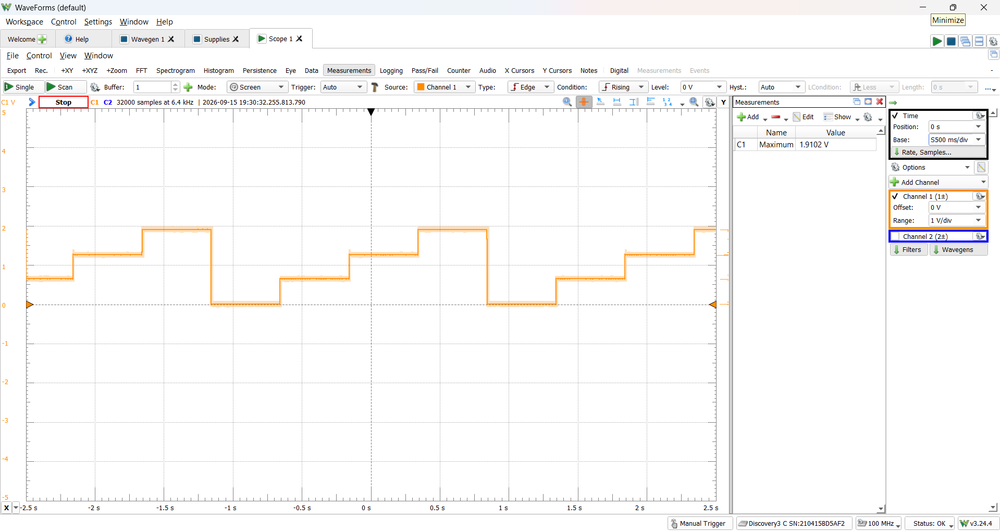 WaveForms (default)
Minimize
Workspace Control Settings Window Help
Welcome Help Wavegen 1 Supplies Scope 1
File Control View Window
Export Rec. +XY +XYZ +Zoom FFT Spectrogram Histogram Persistence Eye Data Measurements Logging Pass/Fail Counter Audio X Cursors Y Cursors Notes Digital Measurements Events -
Single Scan Buffer: 1 Mode: Screen Trigger: Auto Source: Channel 1 Type: Edge Condition: Rising Level: 0 V Hyst.: Auto LCondition: Less Length: 0 s ...
C1 V Stop C1 C2 32000 samples at 6.4 kHz | 2026-09-15 19:30:32.255.813.790 Y
5
4
3
2
1
0
-1
-2
-3
-4
-5
X -2.5 s -2 s -1.5 s -1 s -0.5 s 0 s 0.5 s 1 s 1.5 s 2 s 2.5 s
Measurements
Add Edit Show
Name Value
C1 Maximum 1.9102 V
Time
Position: 0 s
Base: S500 ms/div
Rate, Samples...
Options
Add Channel
Channel 1 (1±)
Offset: 0 V
Range: 1 V/div
Channel 2 (2±)
Filters Wavegens
Manual Trigger Discovery3 C SN:210415BD5AF2 100 MHz Status: OK v3.24.4